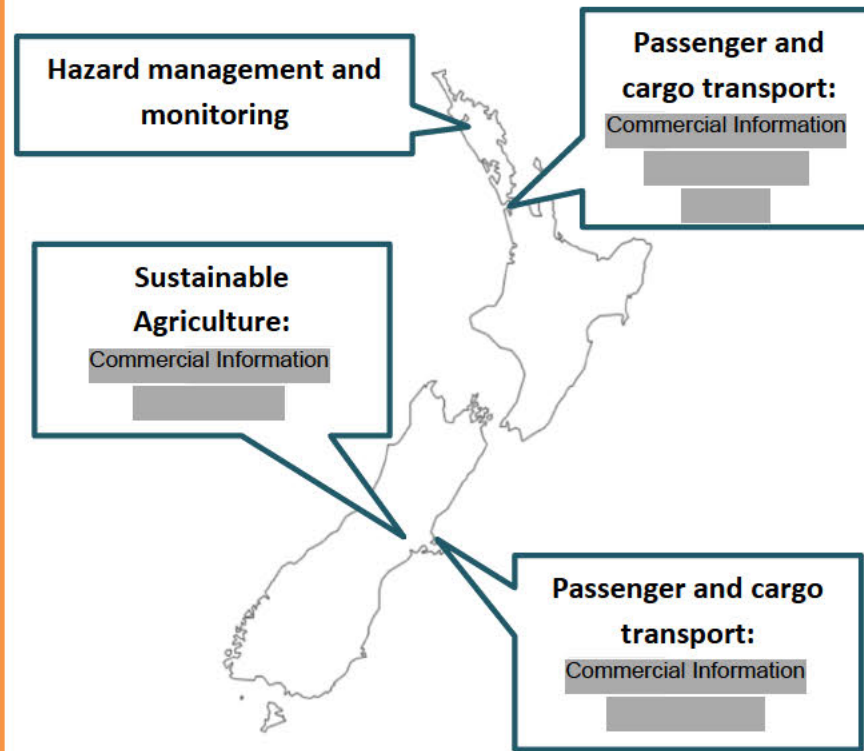 Hazard management and
monitoring
Passenger and
cargo transport:
Commercial Information
Sustainable
Agriculture:
Commercial Information
Passenger and cargo
transport:
Commercial Information